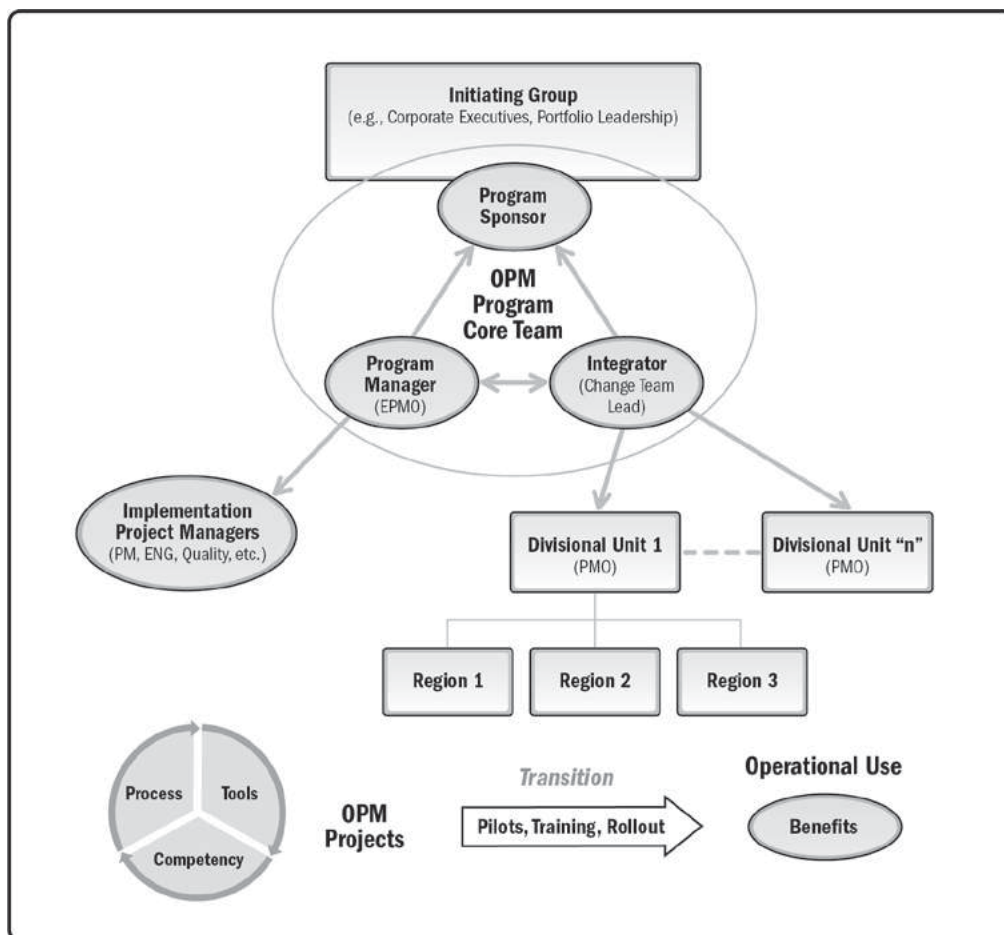 Initiating Group
(e.g., Corporate Executives, Portfolio Leadership)
Program
Sponsor
OPM
Program
Core Team
Program
Manager
(EPMO)
Integrator
(Change Team
Lead)
Implementation
Project Managers
(PM, ENG, Quality, etc.)
Divisional Unit 1
(PMO)
Divisional Unit “n”
(PMO)
Region 1
Region 2
Region 3
Process
Tools
Competency
OPM
Projects
Transition
Pilots, Training, Rollout
Operational Use
Benefits